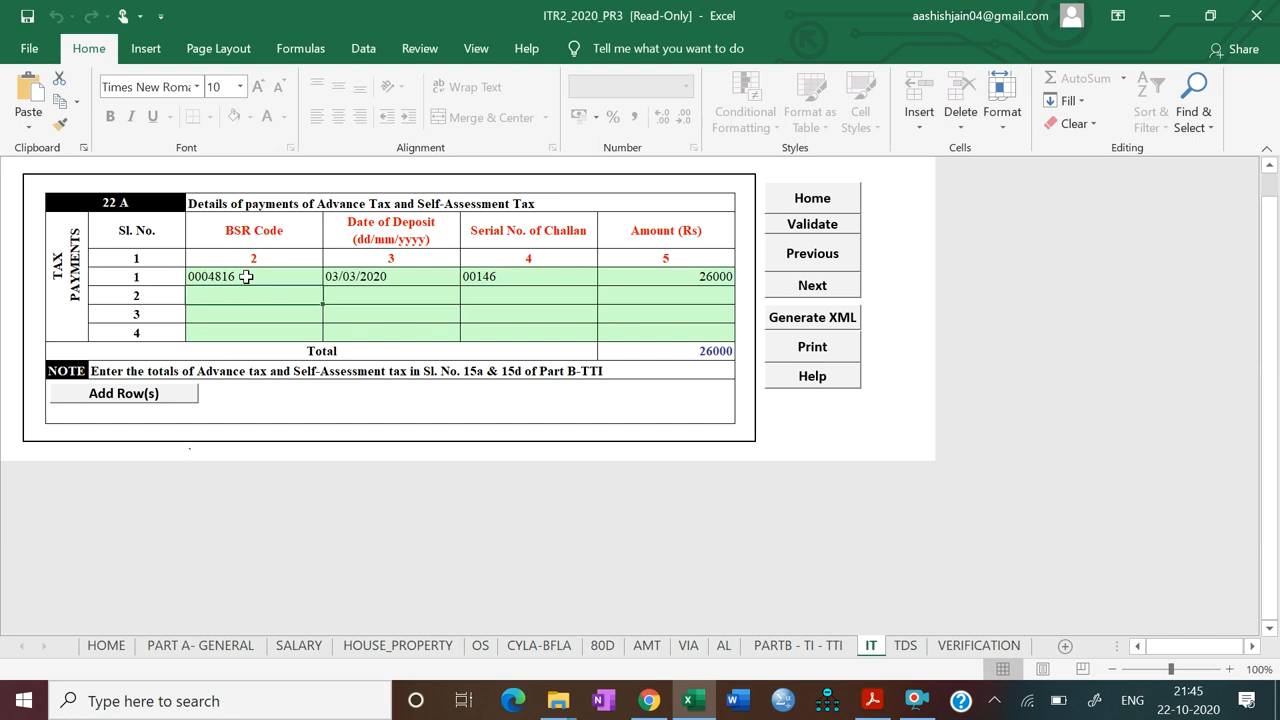 ITR2_2020_PR3 [Read-Only] - Excel
aashishjain04@gmail.com
File Home Insert Page Layout Formulas Data Review View Help Tell me what you want to do Share
Times New Roma 10
Paste
Wrap Text
Merge & Center
Conditional Formatting
Format as Table
Cell Styles
Insert Delete Format
AutoSum
Fill
Clear
Sort & Filter
Find & Select
Clipboard Font Alignment Number Styles Cells Editing
22 A Details of payments of Advance Tax and Self-Assessment Tax
TAX PAYMENTS
Sl. No. BSR Code Date of Deposit (dd/mm/yyyy) Serial No. of Challan Amount (Rs)
1 2 3 4 5
1 0004816 03/03/2020 00146 26000
2
3
4
Total 26000
NOTE Enter the totals of Advance tax and Self-Assessment tax in Sl. No. 15a & 15d of Part B-TTI
Add Row(s)
Home
Validate
Previous
Next
Generate XML
Print
Help
HOME PART A- GENERAL SALARY HOUSE_PROPERTY OS CYLA-BFLA 80D AMT VIA AL PARTB - TI - TTI IT TDS VERIFICATION
100%
Type here to search
ENG
21:45
22-10-2020